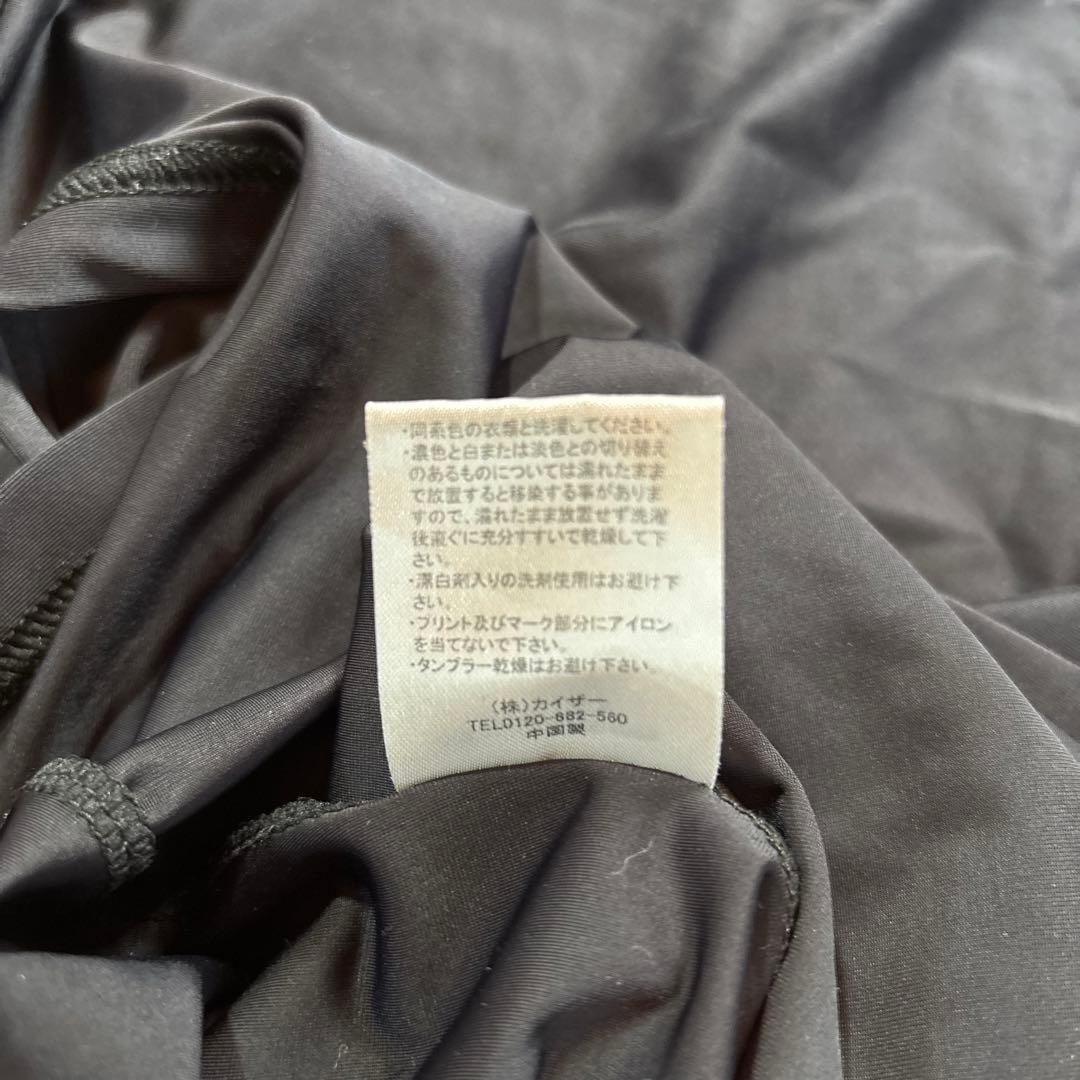 ・同系色の衣類と洗濯してください。
・濃色と白または淡色との切り替え
のあるものについては濡れたまま
で放置すると移染する事がありま
すので、濡れたまま放置せず洗濯
後直ぐに充分すすいで乾燥して下
さい。
・漂白剤入りの洗剤使用はお避け下
さい。
・プリント及びマーク部分にアイロン
を当てないで下さい。
・タンブラー乾燥はお避け下さい。
(株)カイザー
TEL0120-882-560
中国製